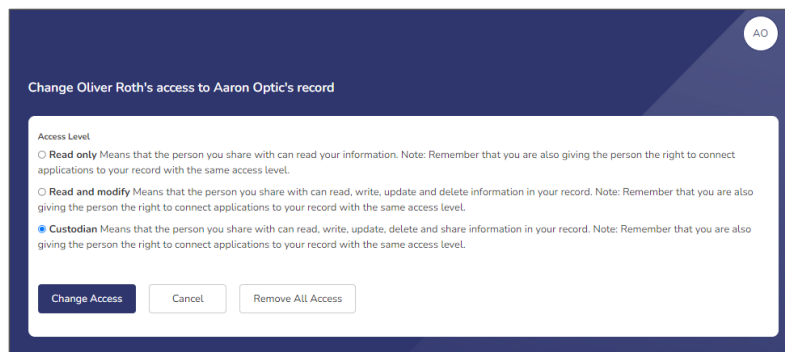 AO
Change Oliver Roth's access to Aaron Optic's record
Access Level
Read only Means that the person you share with can read your information. Note: Remember that you are also giving the person the right to connect
applications to your record with the same access level.
Read and modify Means that the person you share with can read, write, update and delete information in your record. Note: Remember that you are also
giving the person the right to connect applications to your record with the same access level.
Custodian Means that the person you share with can read, write, update, delete and share information in your record. Note: Remember that you are also
giving the person the right to connect applications to your record with the same access level.
Change Access Cancel Remove All Access